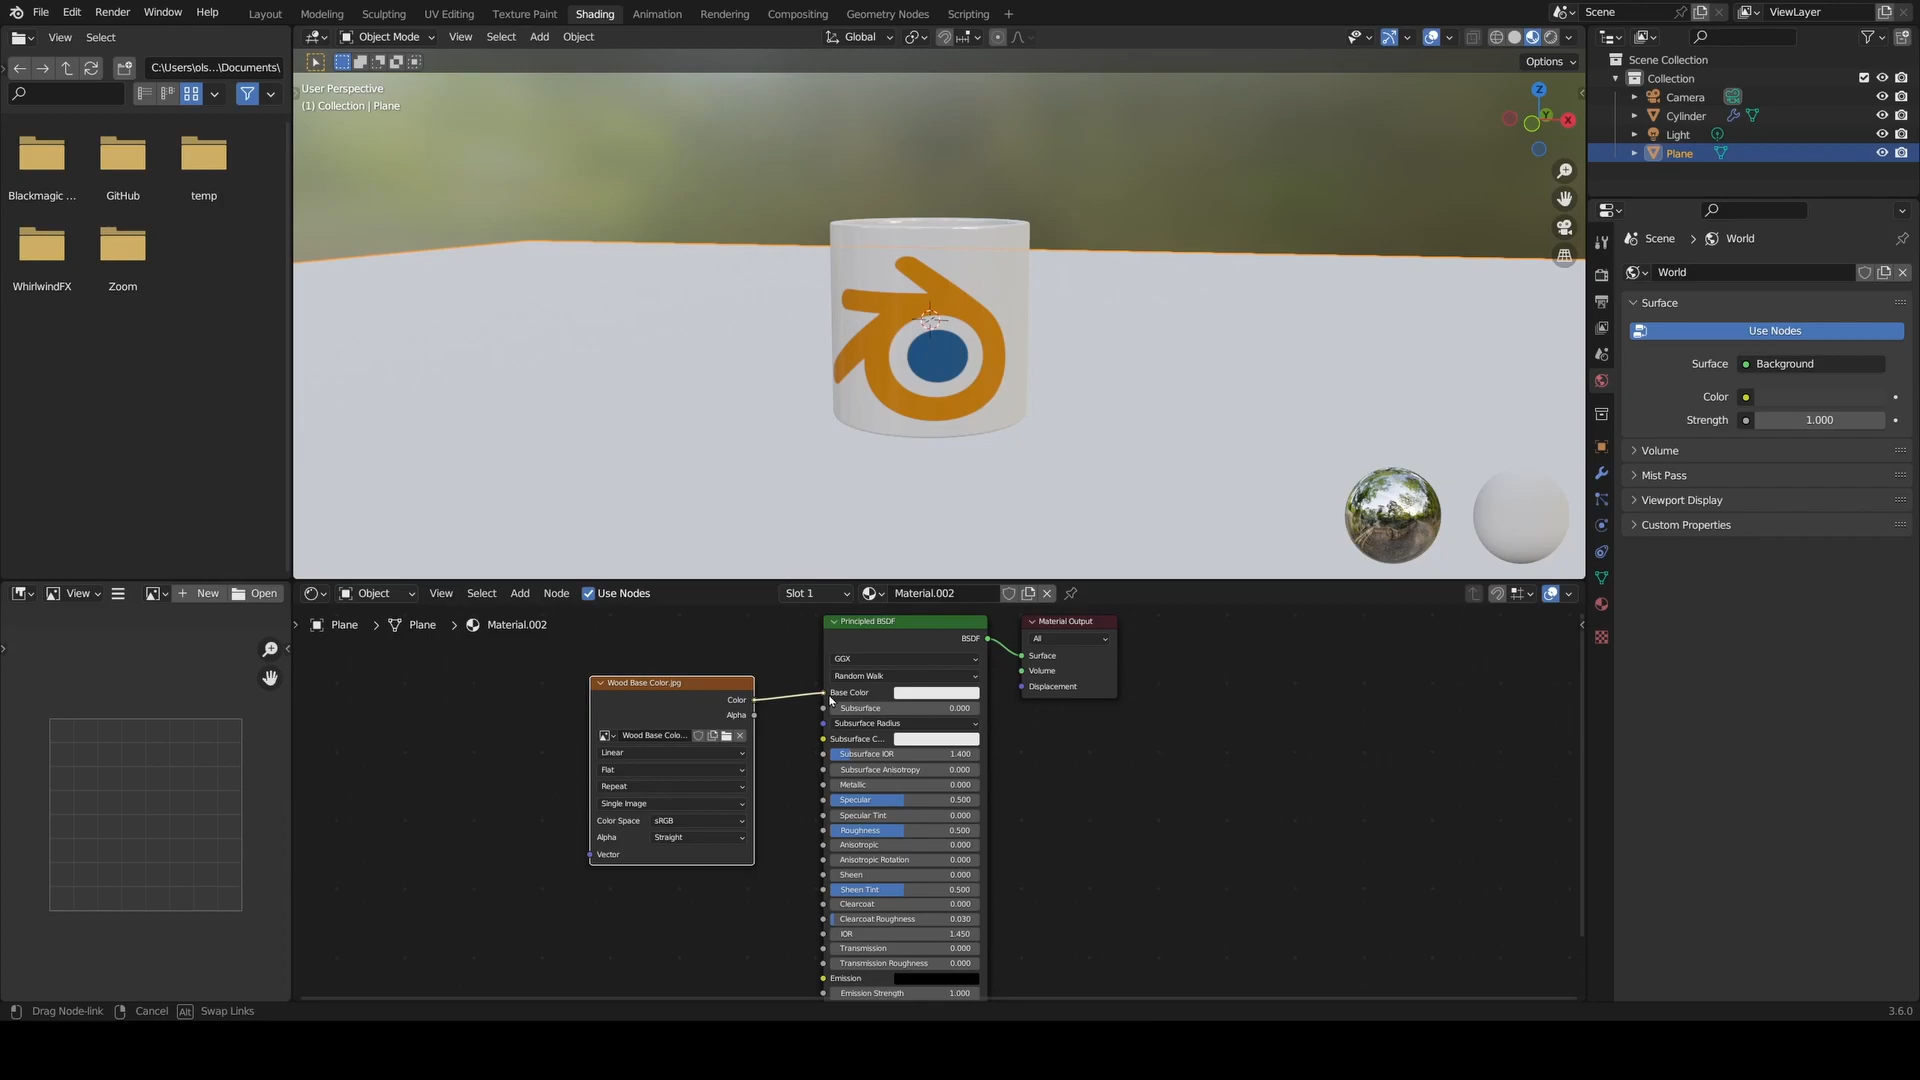 File Edit Render Window Help Layout Modeling Sculpting UV Editing Texture Paint Shading Animation Rendering Compositing Geometry Nodes Scripting + Scene ViewLayer
View Select
Object Mode View Select Add Object Global
C:\Users\ols...\Documents\
Options
User Perspective
(1) Collection | Plane
Z
Y
X
Blackmagic ... GitHub temp
WhirlwindFX Zoom
Scene Collection
Collection
Camera
Cylinder
Light
Plane
Scene > World
World
Surface
Use Nodes
Surface Background
Color
Strength 1.000
Volume
Mist Pass
Viewport Display
Custom Properties
View + New Open
Object View Select Add Node Use Nodes Slot 1 Material.002
Plane > Plane > Material.002
Wood Base Color.jpg
Color
Alpha
Wood Base Colo...
Linear
Flat
Repeat
Single Image
Color Space sRGB
Alpha Straight
Vector
Principled BSDF
BSDF
GGX
Random Walk
Base Color
Subsurface 0.000
Subsurface Radius
Subsurface C...
Subsurface IOR 1.400
Subsurface Anisotropy 0.000
Metallic 0.000
Specular 0.500
Specular Tint 0.000
Roughness 0.500
Anisotropic 0.000
Anisotropic Rotation 0.000
Sheen 0.000
Sheen Tint 0.500
Clearcoat 0.000
Clearcoat Roughness 0.030
IOR 1.450
Transmission 0.000
Transmission Roughness 0.000
Emission
Emission Strength 1.000
Material Output
All
Surface
Volume
Displacement
Drag Node-link Cancel Alt Swap Links 3.6.0